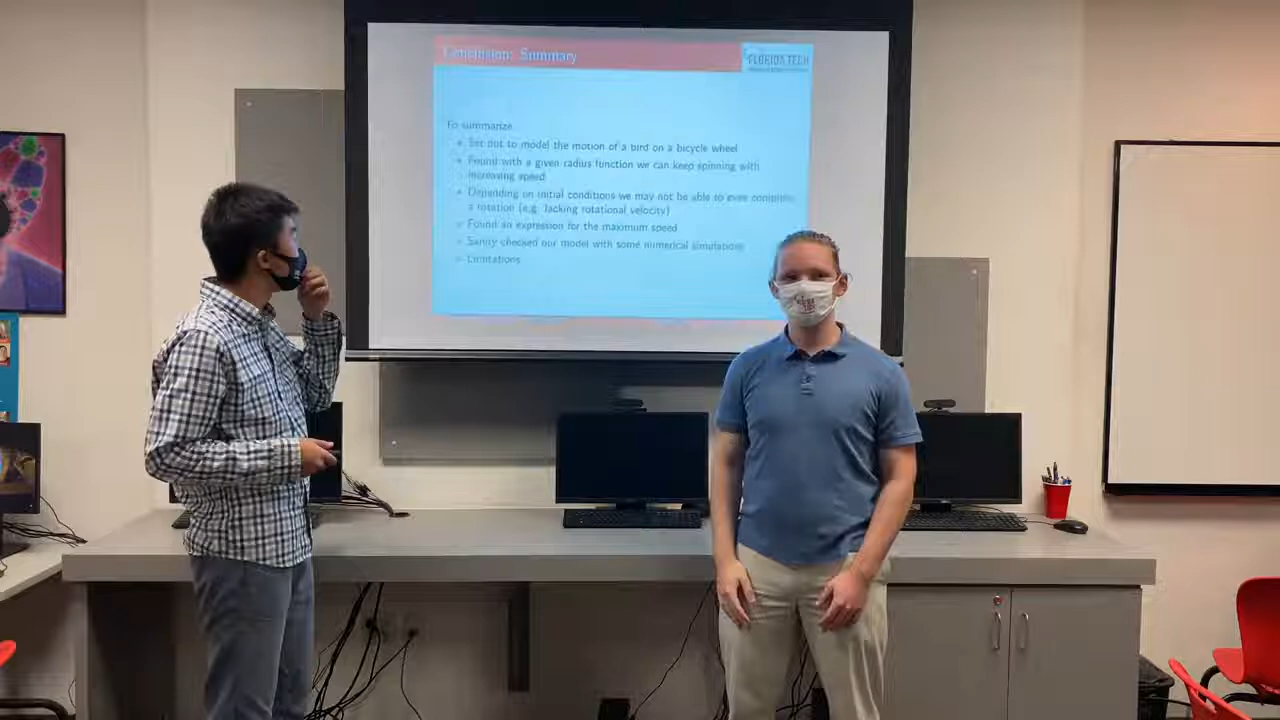 Conclusion: Summary
FLORIDA TECH
To summarize
Set out to model the motion of a bird on a bicycle wheel
Found with a given radius function we can keep spinning with
increasing speed
Depending on initial conditions we may not be able to even complete
a rotation (e.g. lacking rotational velocity)
Found an expression for the maximum speed
Sanity checked our model with some numerical simulations
Limitations